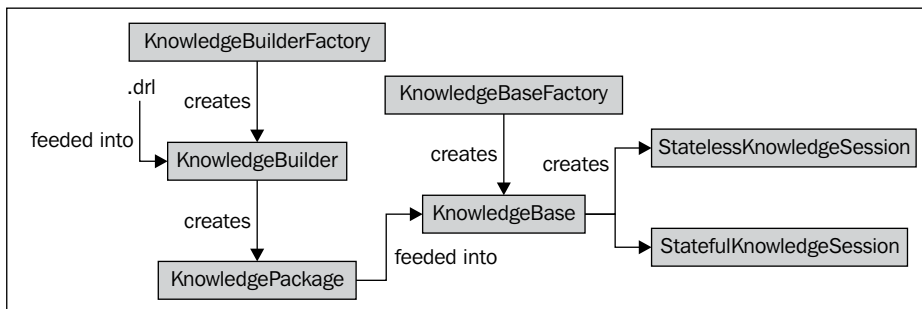 KnowledgeBuilderFactory
.drl
creates
KnowledgeBaseFactory
feeded into
KnowledgeBuilder
creates
creates
StatelessKnowledgeSession
creates
KnowledgeBase
StatefulKnowledgeSession
feeded into
KnowledgePackage